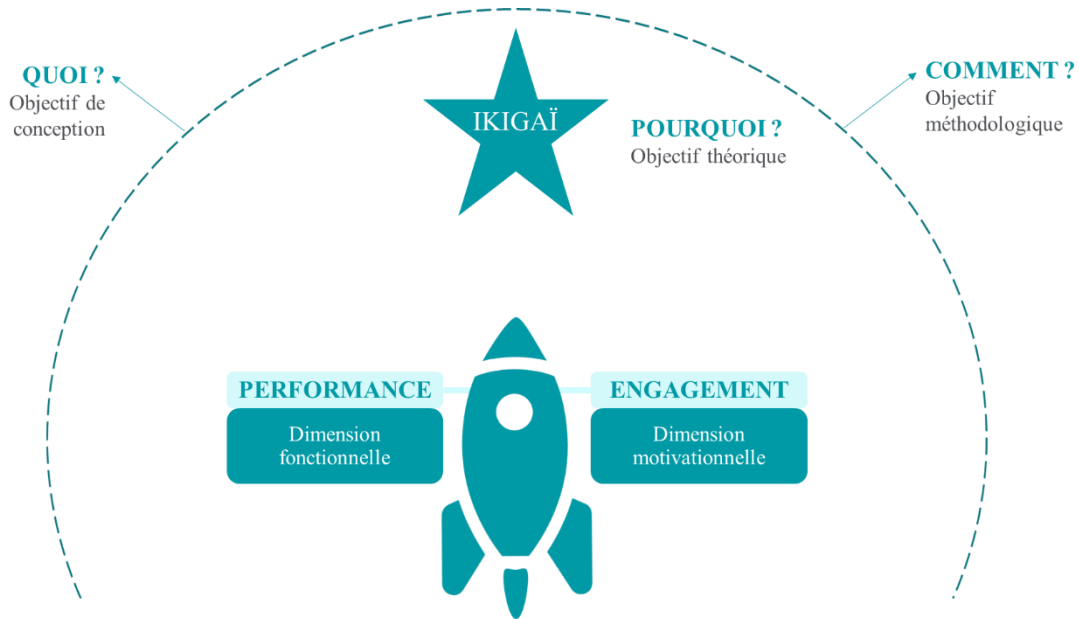 QUOI ?
Objectif de
conception
IKIGAÏ
POURQUOI ?
Objectif théorique
COMMENT ?
Objectif
méthodologique
PERFORMANCE
Dimension
fonctionnelle
ENGAGEMENT
Dimension
motivationnelle